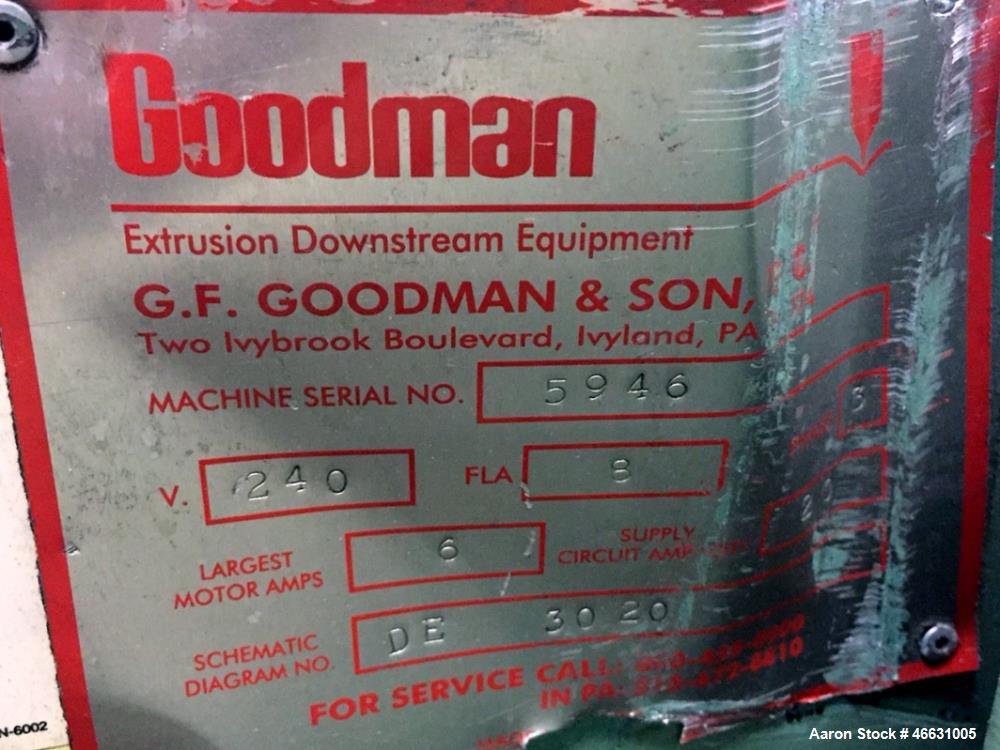 Goodman
Extrusion Downstream Equipment
G.F. GOODMAN & SON,
Two Ivybrook Boulevard, Ivyland, PA
MACHINE SERIAL NO. 5946
3
V. 240 FLA 8
LARGEST
MOTOR AMPS 6
SUPPLY
CIRCUIT
SCHEMATIC
DIAGRAM NO. DE 3020
FOR SERVICE CALL:
IN PA:
N-6002
Aaron Stock # 46631005